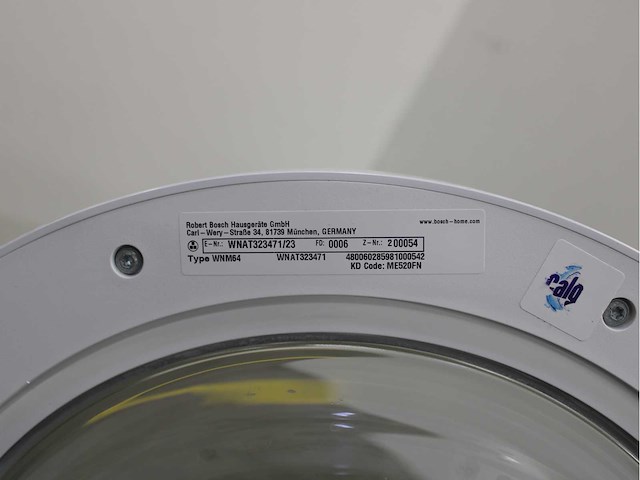 Robert Bosch Hausgeräte GmbH
www.bosch-home.com
Carl-Wery-Straße 34, 81739 München, GERMANY
E-Nr.: WNAT323471/23 FD: 0006 Z-Nr.: 200054
Type WNM64 WNAT323471 480060285981000542
KD Code: ME520FN
calg